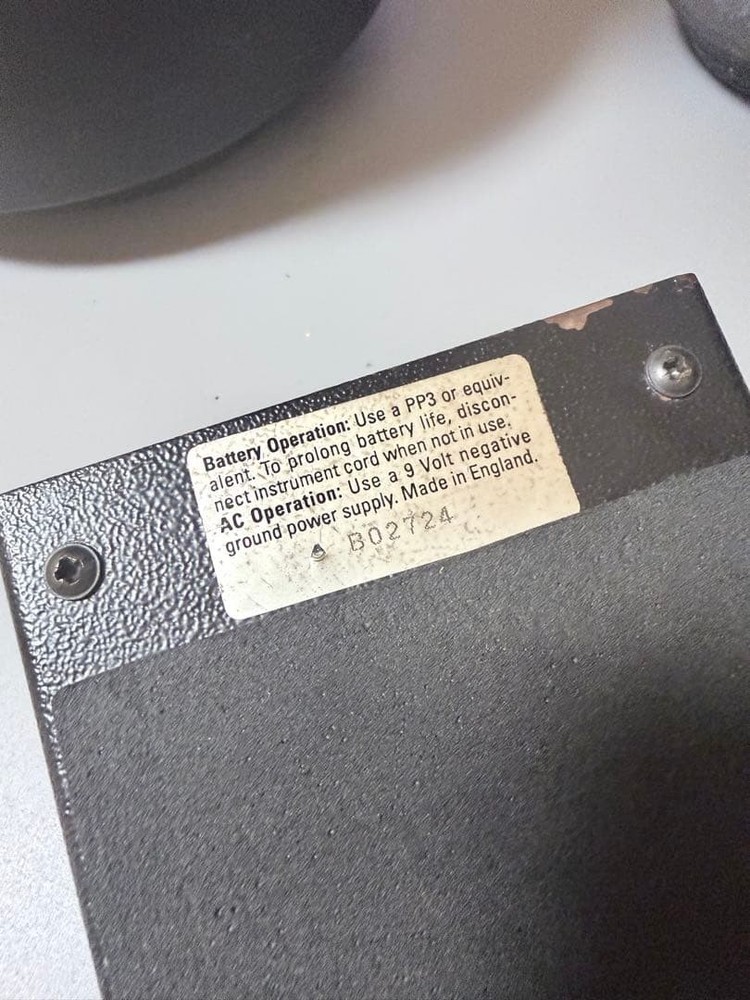 Battery Operation: Use a PP3 or equiv-
alent. To prolong battery life, discon-
nect instrument cord when not in use.
AC Operation: Use a 9 Volt negative
ground power supply. Made in England.
B02724